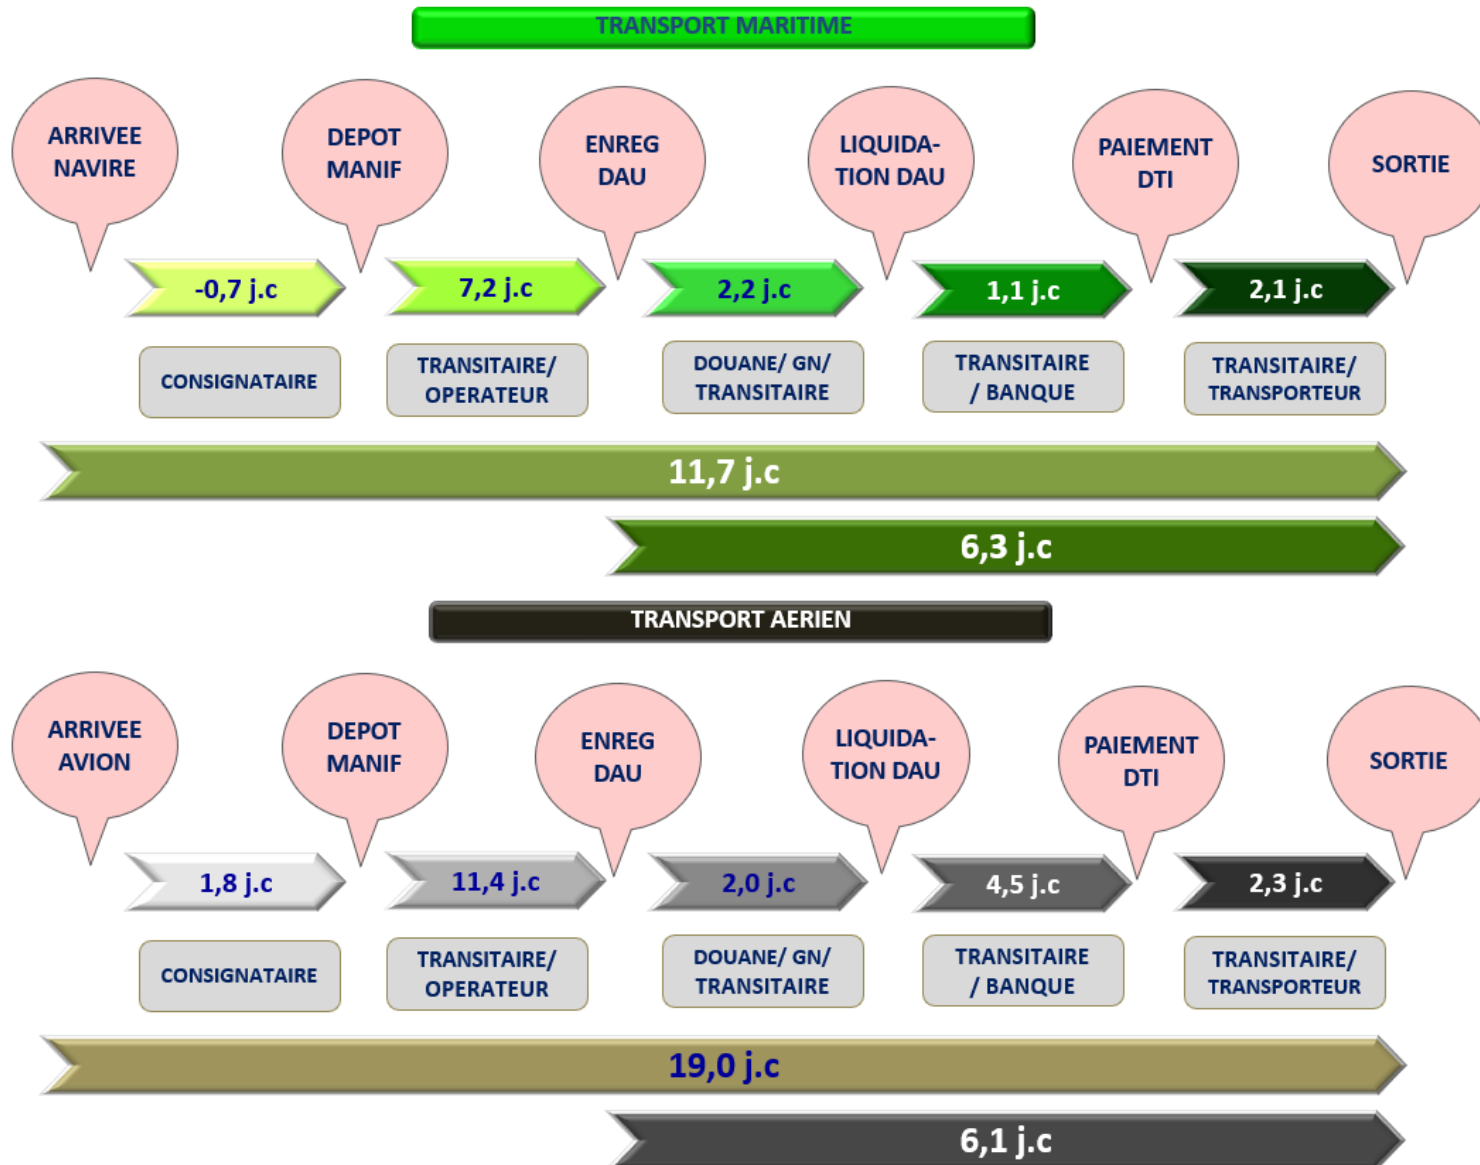 TRANSPORT MARITIME
ARRIVEE
NAVIRE
DEPOT
MANIF
ENREG
DAU
LIQUIDA-
TION DAU
PAIEMENT
DTI
SORTIE
-0,7 j.c
7,2 j.c
2,2 j.c
1,1 j.c
2,1 j.c
CONSIGNATAIRE
TRANSITAIRE/
OPERATEUR
DOUANE/ GN/
TRANSITAIRE
TRANSITAIRE
/ BANQUE
TRANSITAIRE/
TRANSPORTEUR
11,7 j.c
6,3 j.c
TRANSPORT AERIEN
ARRIVEE
AVION
DEPOT
MANIF
ENREG
DAU
LIQUIDA-
TION DAU
PAIEMENT
DTI
SORTIE
1,8 j.c
11,4 j.c
2,0 j.c
4,5 j.c
2,3 j.c
CONSIGNATAIRE
TRANSITAIRE/
OPERATEUR
DOUANE/ GN/
TRANSITAIRE
TRANSITAIRE
/ BANQUE
TRANSITAIRE/
TRANSPORTEUR
19,0 j.c
6,1 j.c